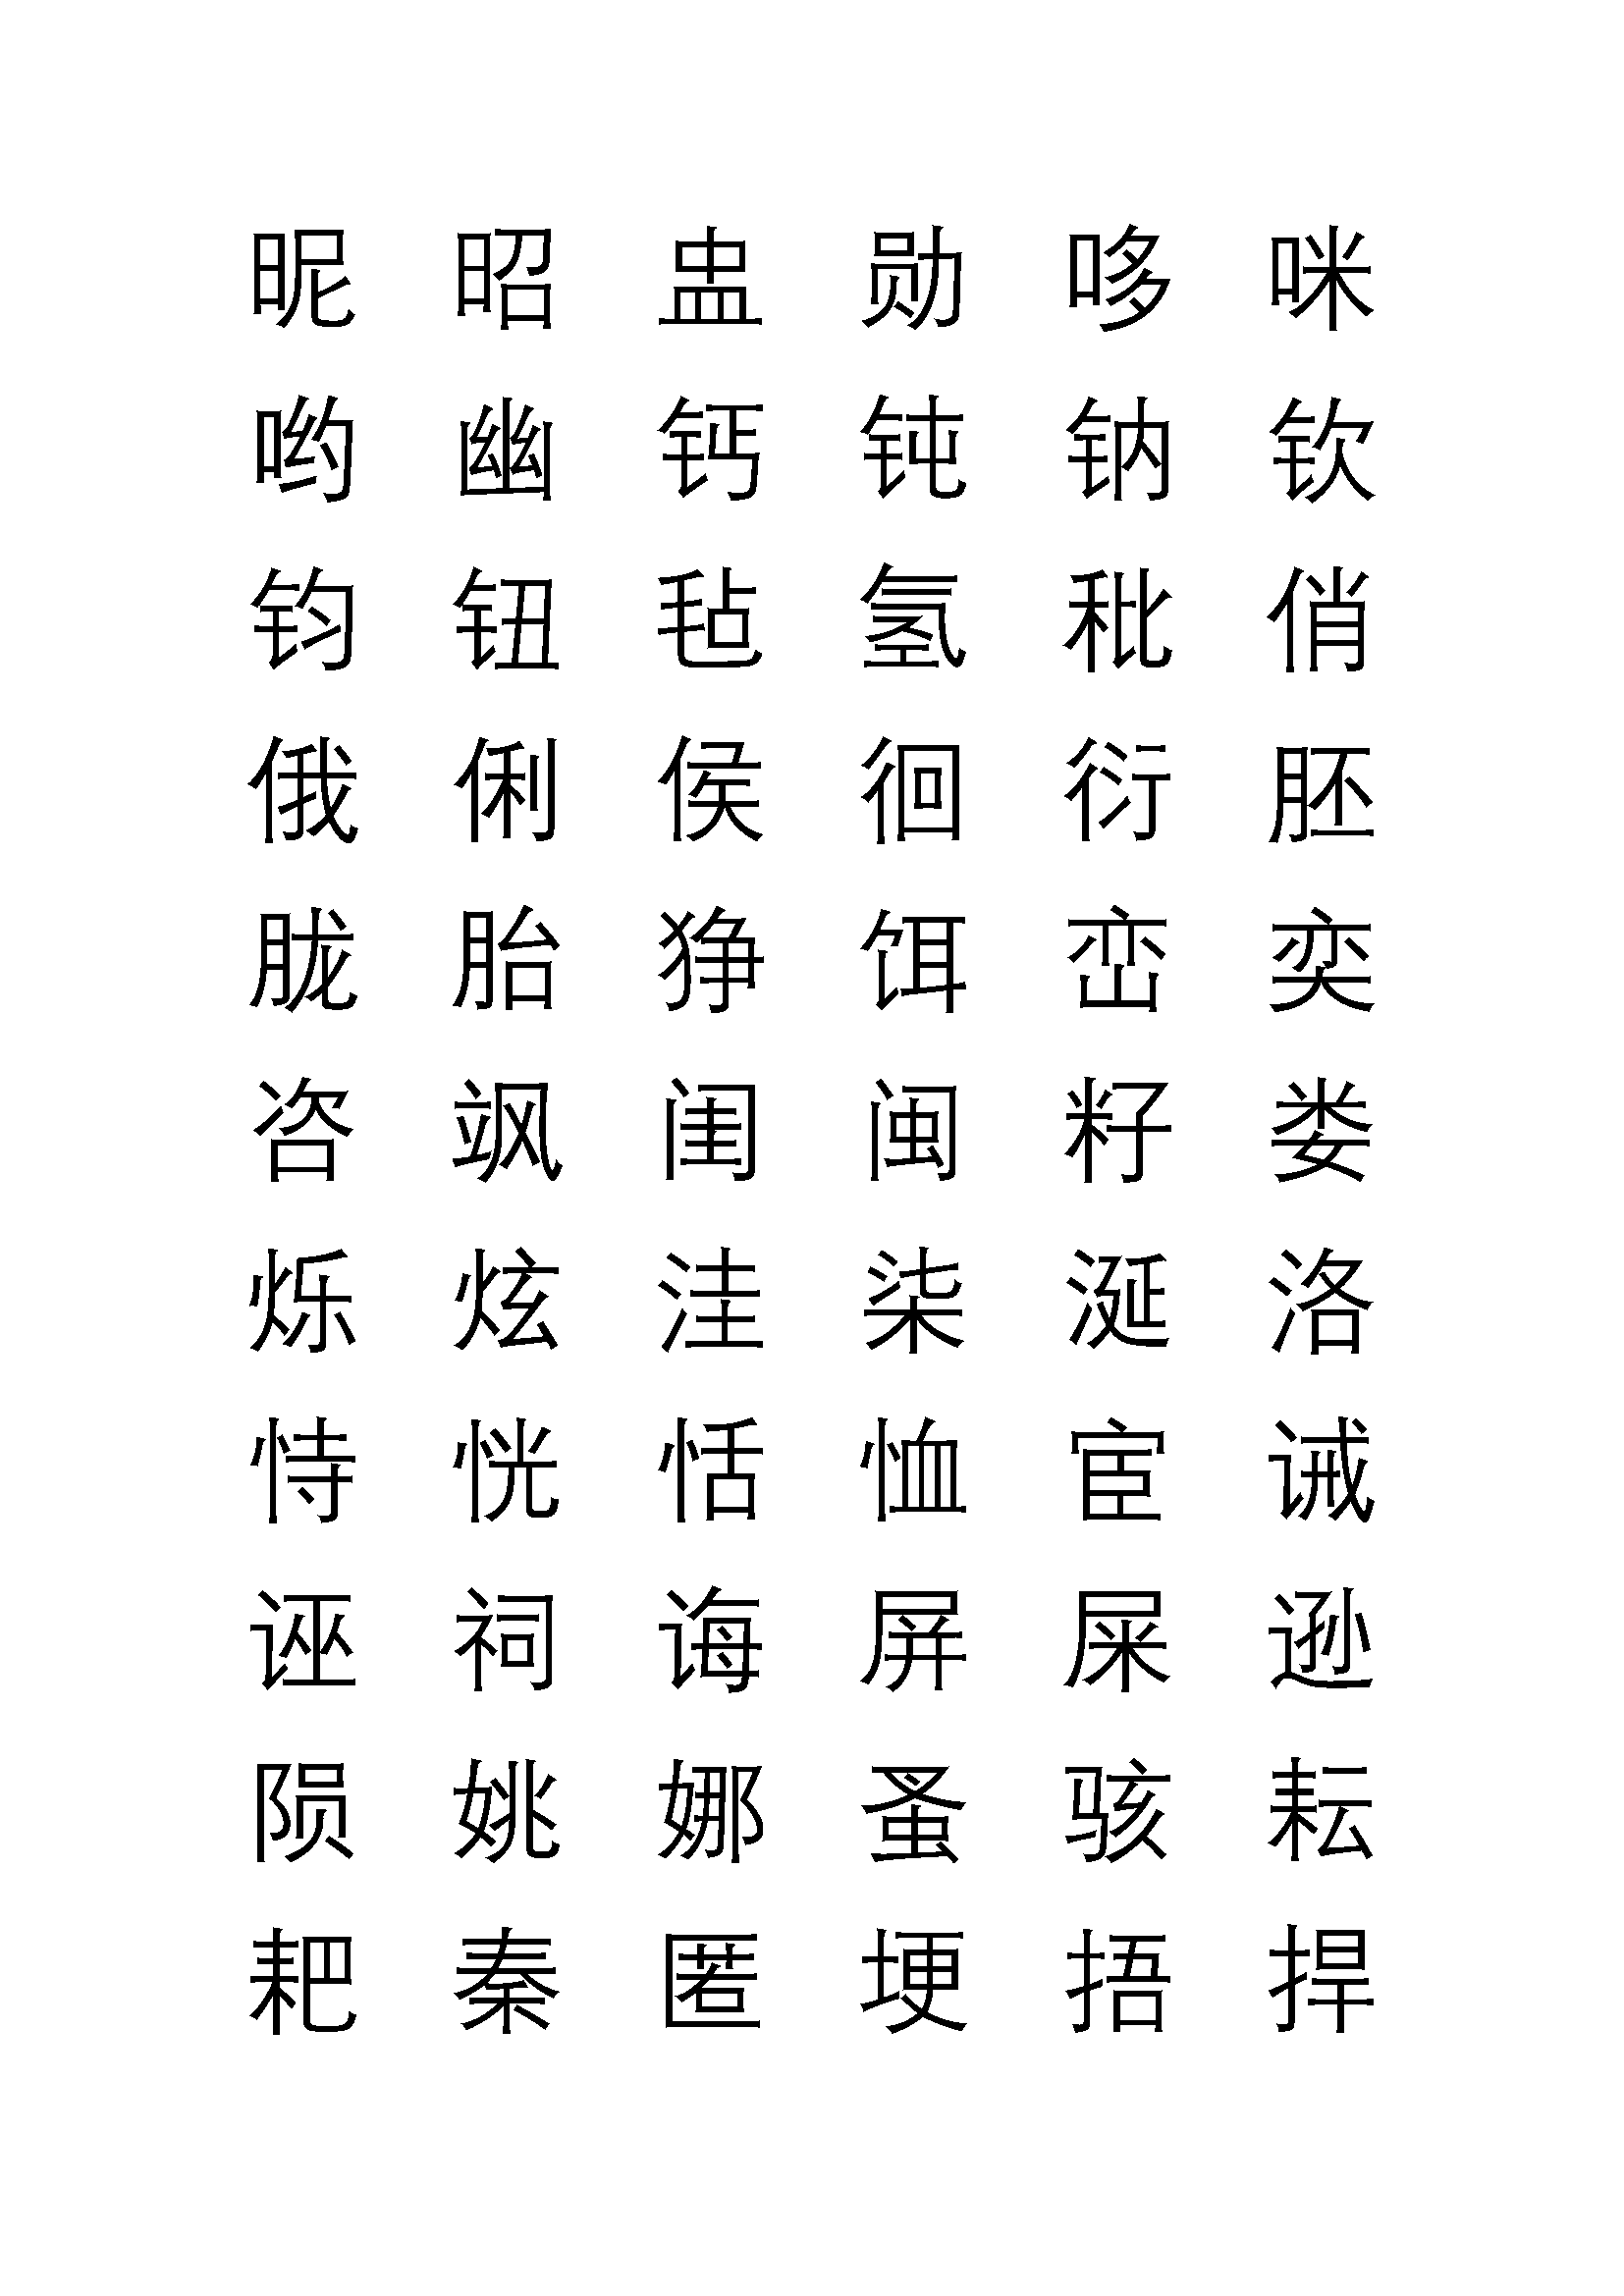 昵 昭 盅 勋 哆 咪
哟 幽 钙 钝 钠 钦
钧 钮 毡 氢 秕 俏
俄 俐 侯 徊 衍 胚
胧 胎 狰 饵 峦 奕
咨 飒 闺 闽 籽 娄
烁 炫 洼 柒 涎 洛
恃 恍 恬 恤 宦 诫
诬 祠 诲 屏 屎 逊
陨 姚 娜 蚤 骇 耘
耙 秦 匿 埂 捂 捍